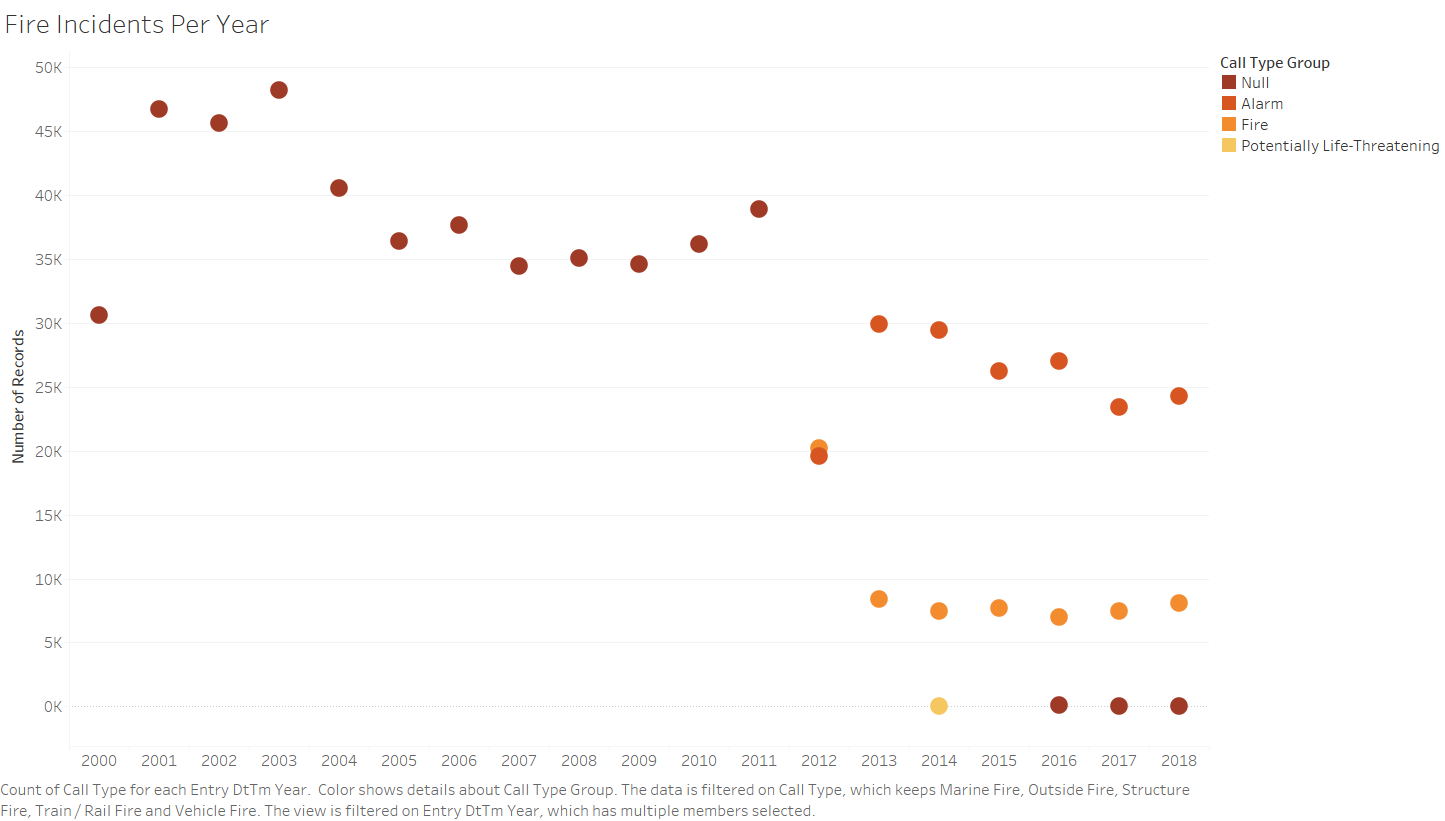 Fire Incidents Per Year
Call Type Group
Null
Alarm
Fire
Potentially Life-Threatening
Number of Records
50K
45K
40K
35K
30K
25K
20K
15K
10K
5K
0K
2000 2001 2002 2003 2004 2005 2006 2007 2008 2009 2010 2011 2012 2013 2014 2015 2016 2017 2018
Count of Call Type for each Entry DtTm Year. Color shows details about Call Type Group. The data is filtered on Call Type, which keeps Marine Fire, Outside Fire, Structure
Fire, Train / Rail Fire and Vehicle Fire. The view is filtered on Entry DtTm Year, which has multiple members selected.